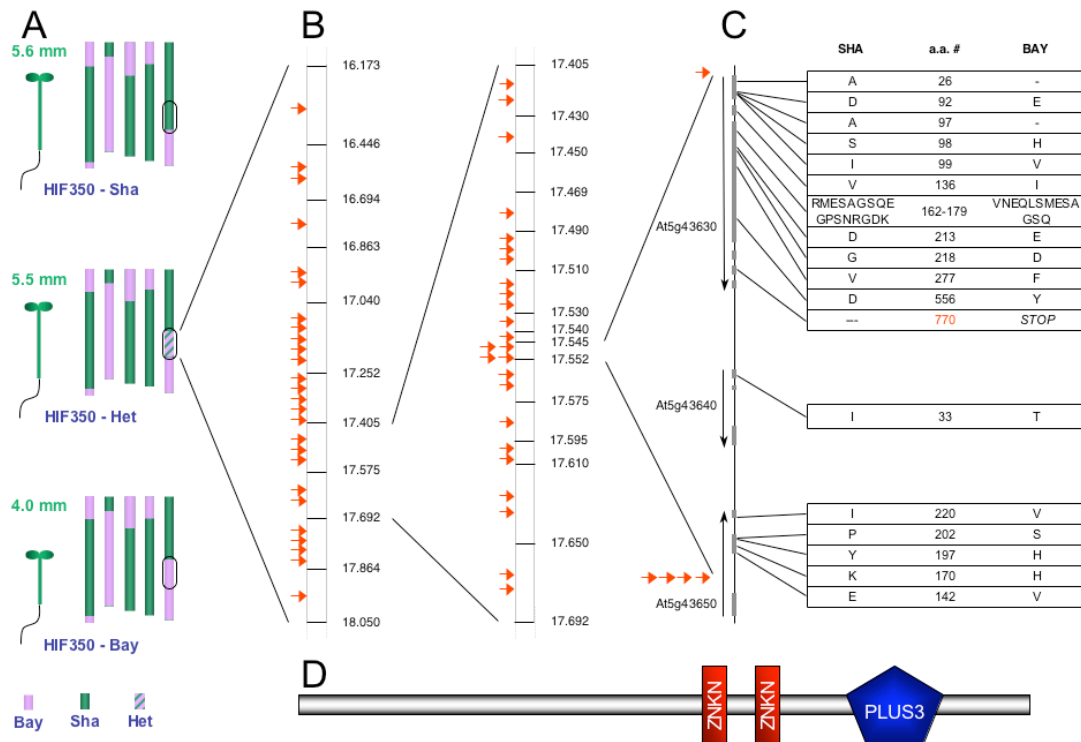 A
5.6 mm
HIF350 - Sha
5.5 mm
HIF350 - Het
4.0 mm
HIF350 - Bay
Bay
Sha
Het
B
16.173
16.446
16.694
16.863
17.040
17.252
17.405
17.575
17.692
17.864
18.050
17.405
17.430
17.450
17.469
17.490
17.510
17.530
17.540
17.545
17.552
17.575
17.595
17.610
17.650
17.692
C
SHA a.a. # BAY
A 26 -
D 92 E
A 97 -
S 98 H
I 99 V
V 136 I
RMESAGSQE 162-179 VNEQLSMESA
GPSNRGDK GSQ
D 213 E
G 218 D
V 277 F
D 556 Y
--- 770 STOP
At5g43630
At5g43640
I 33 T
I 220 V
P 202 S
Y 197 H
K 170 H
E 142 V
At5g43650
D
ZNKN
ZNKN
PLUS3